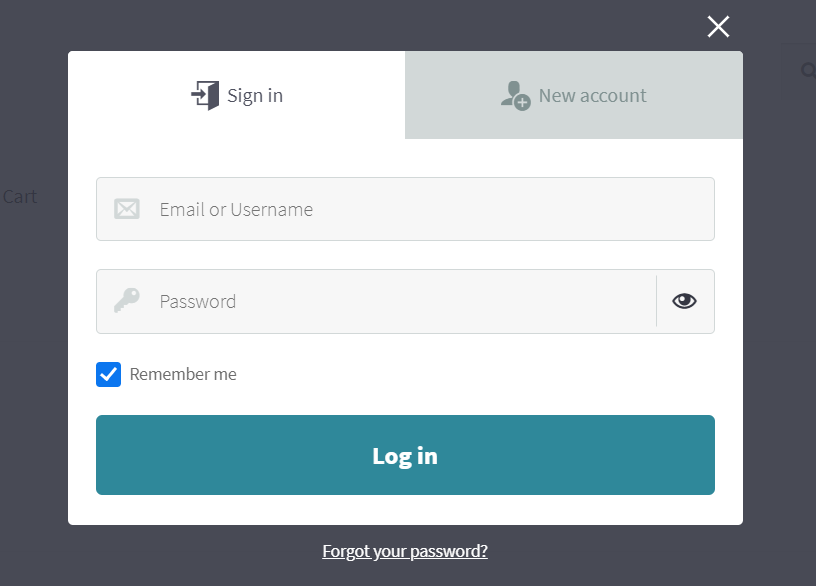 Sign in
New account
Cart
Email or Username
Password
Remember me
Log in
Forgot your password?